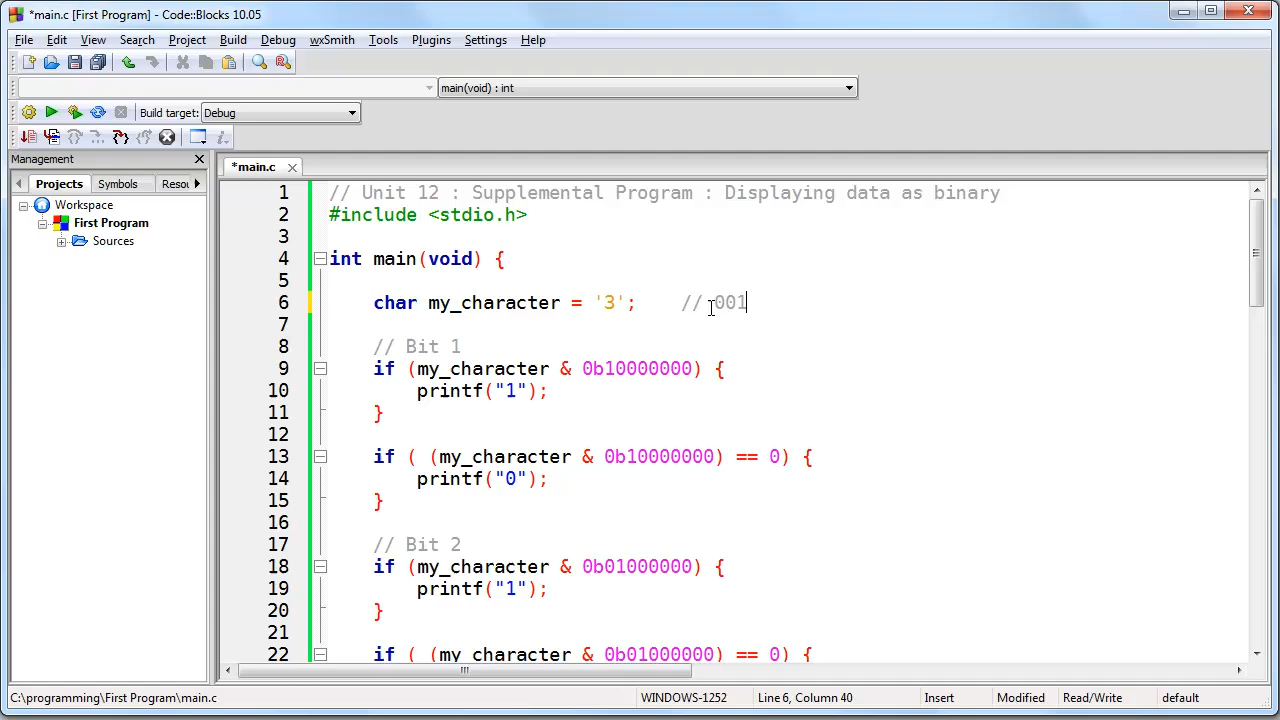 *main.c [First Program] - Code::Blocks 10.05
File Edit View Search Project Build Debug wxSmith Tools Plugins Settings Help
main(void) : int
Build target: Debug
Management
Projects Symbols Resou
*main.c
Workspace
First Program
Sources
1 // Unit 12 : Supplemental Program : Displaying data as binary
2 #include <stdio.h>
3
4 int main(void) {
5
6 char my_character = '3'; // 001
7
8 // Bit 1
9 if (my_character & 0b10000000) {
10 printf("1");
11 }
12
13 if ( (my_character & 0b10000000) == 0) {
14 printf("0");
15 }
16
17 // Bit 2
18 if (my_character & 0b01000000) {
19 printf("1");
20 }
21
22 if ( (my_character & 0b01000000) == 0) {
C:\programming\First Program\main.c WINDOWS-1252 Line 6, Column 40 Insert Modified Read/Write default